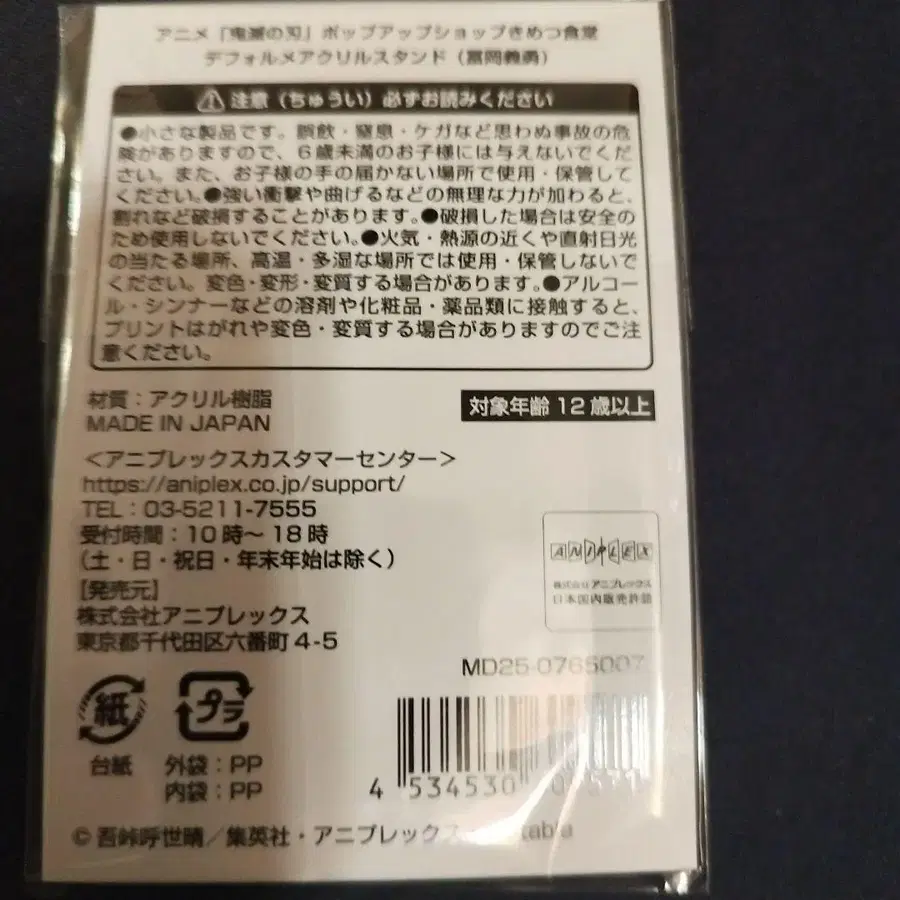 アニメ「鬼滅の刃」ポップアップショップきめつ食堂
デフォルメアクリルスタンド（冨岡義勇）
注意（ちゅうい）必ずお読みください
●小さな製品です。誤飲・窒息・ケガなど思わぬ事故の危
険がありますので、6歳未満のお子様には与えないでくだ
さい。また、お子様の手の届かない場所で使用・保管して
ください。●強い衝撃や曲げるなどの無理な力が加わると、
割れなど破損することがあります。●破損した場合は安全の
ため使用しないでください。●火気・熱源の近くや直射日光
の当たる場所、高温・多湿な場所では使用・保管しないで
ください。変色・変形・変質する場合があります。●アルコー
ル・シンナーなどの溶剤や化粧品・薬品類に接触すると、
プリントはがれや変色・変質する場合がありますのでご注
意ください。
材質：アクリル樹脂
MADE IN JAPAN
対象年齢12歳以上
＜アニプレックスカスタマーセンター＞
https://aniplex.co.jp/support/
TEL：03-5211-7555
受付時間：10時～18時
（土・日・祝日・年末年始は除く）
[発売元]
株式会社アニプレックス
東京都千代田区六番町4-5
ANIPLEX
株式会社アニプレックス
日本国内販売許諾
MD25-0765007
紙 プラ
台紙 外袋：PP
内袋：PP
4 534530
©吾峠呼世晴／集英社・アニプレックス